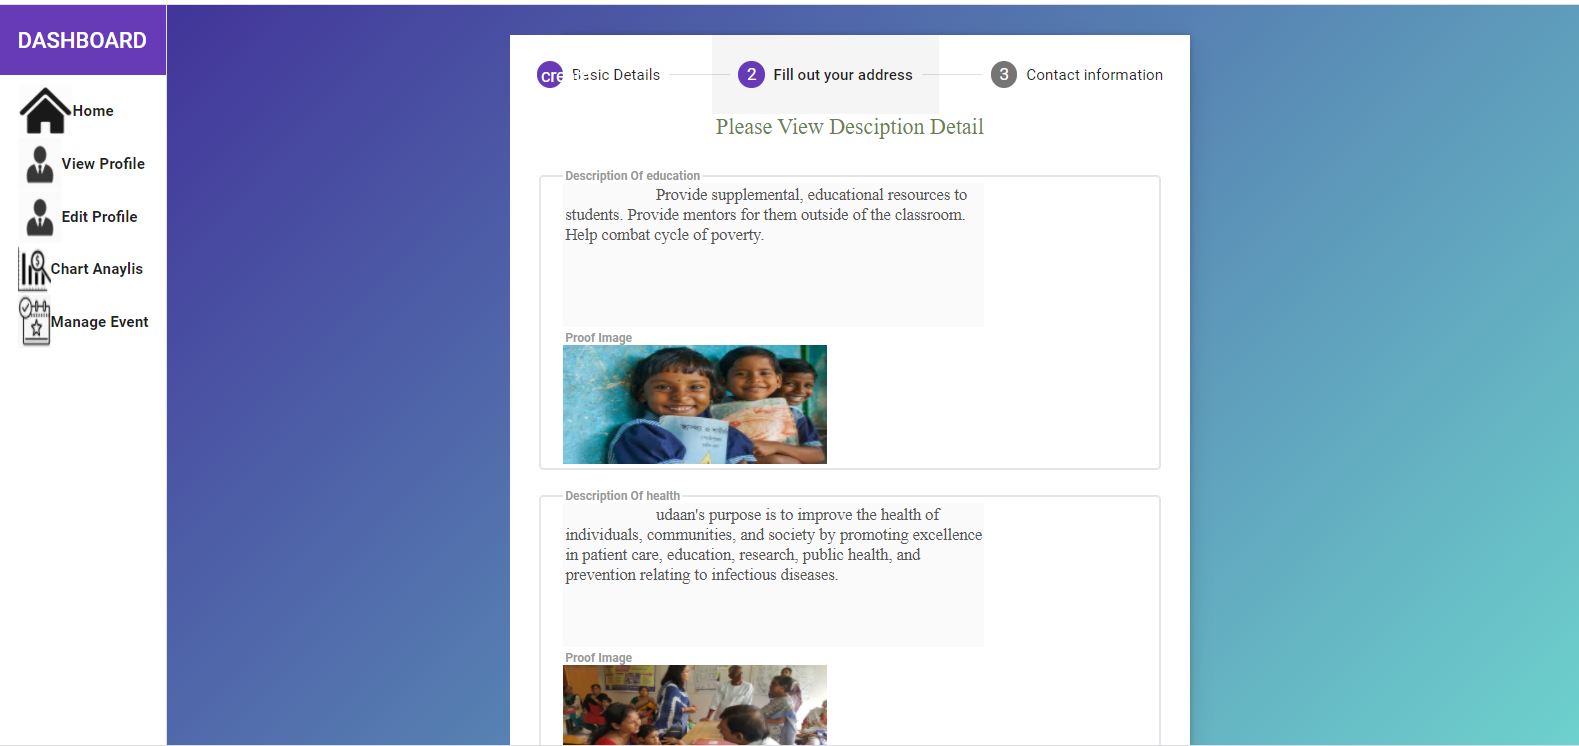 DASHBOARD
Home
View Profile
Edit Profile
Chart Anaylis
Manage Event
cre Basic Details
2 Fill out your address
3 Contact information
Please View Desciption Detail
Description Of education
Provide supplemental, educational resources to
students. Provide mentors for them outside of the classroom.
Help combat cycle of poverty.
Proof Image
Description Of health
udaan's purpose is to improve the health of
individuals, communities, and society by promoting excellence
in patient care, education, research, public health, and
prevention relating to infectious diseases.
Proof Image